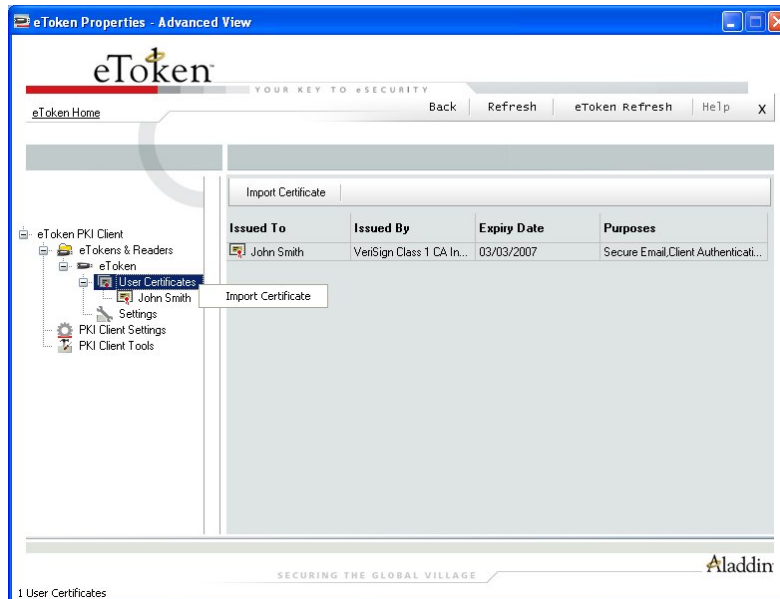 eToken Properties - Advanced View
eToken
YOUR KEY TO eSECURITY
eToken Home
Back Refresh eToken Refresh Help X
Import Certificate
Issued To Issued By Expiry Date Purposes
John Smith VeriSign Class 1 CA In... 03/03/2007 Secure Email,Client Authenticati...
eToken PKI Client
eTokens & Readers
eToken
User Certificates
John Smith
Import Certificate
Settings
PKI Client Settings
PKI Client Tools
Aladdin
SECURING THE GLOBAL VILLAGE
1 User Certificates